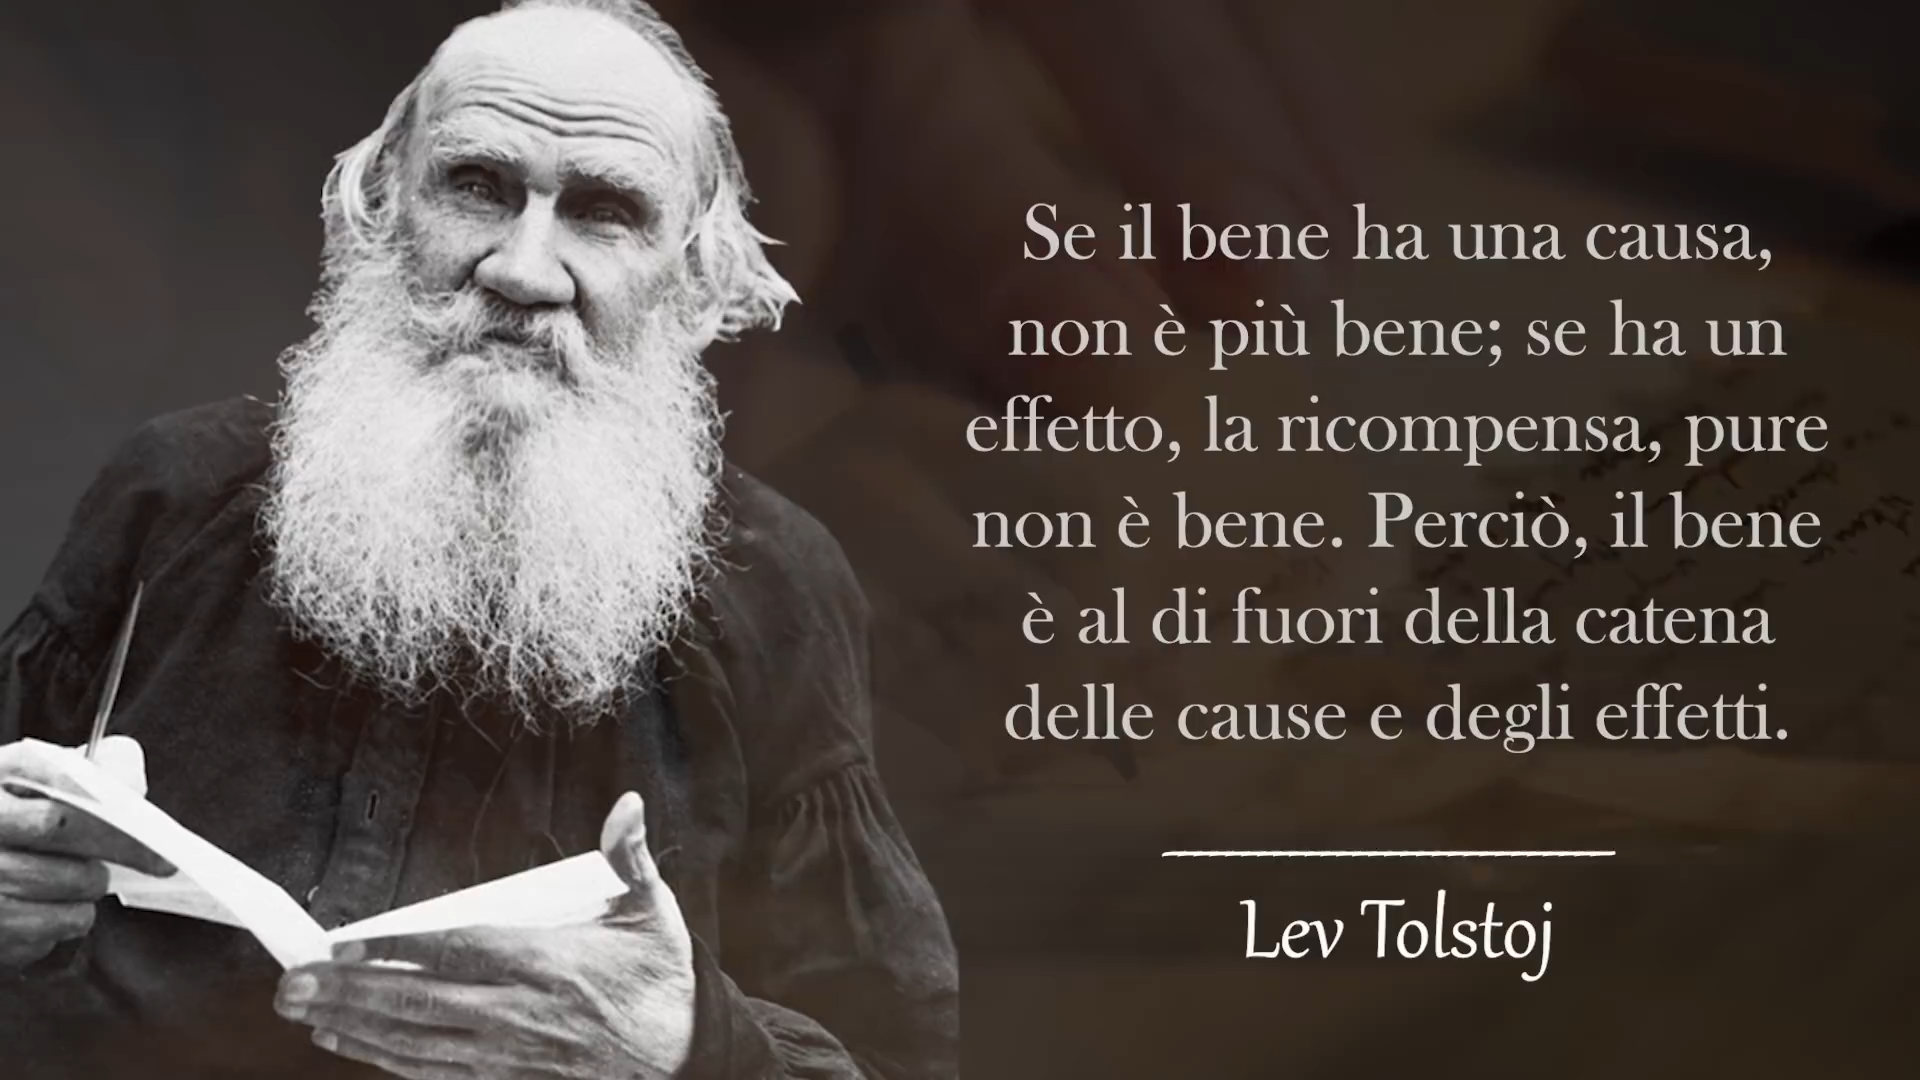 Se il bene ha una causa,
non è più bene; se ha un
effetto, la ricompensa, pure
non è bene. Perciò, il bene
è al di fuori della catena
delle cause e degli effetti.
Lev Tolstoj